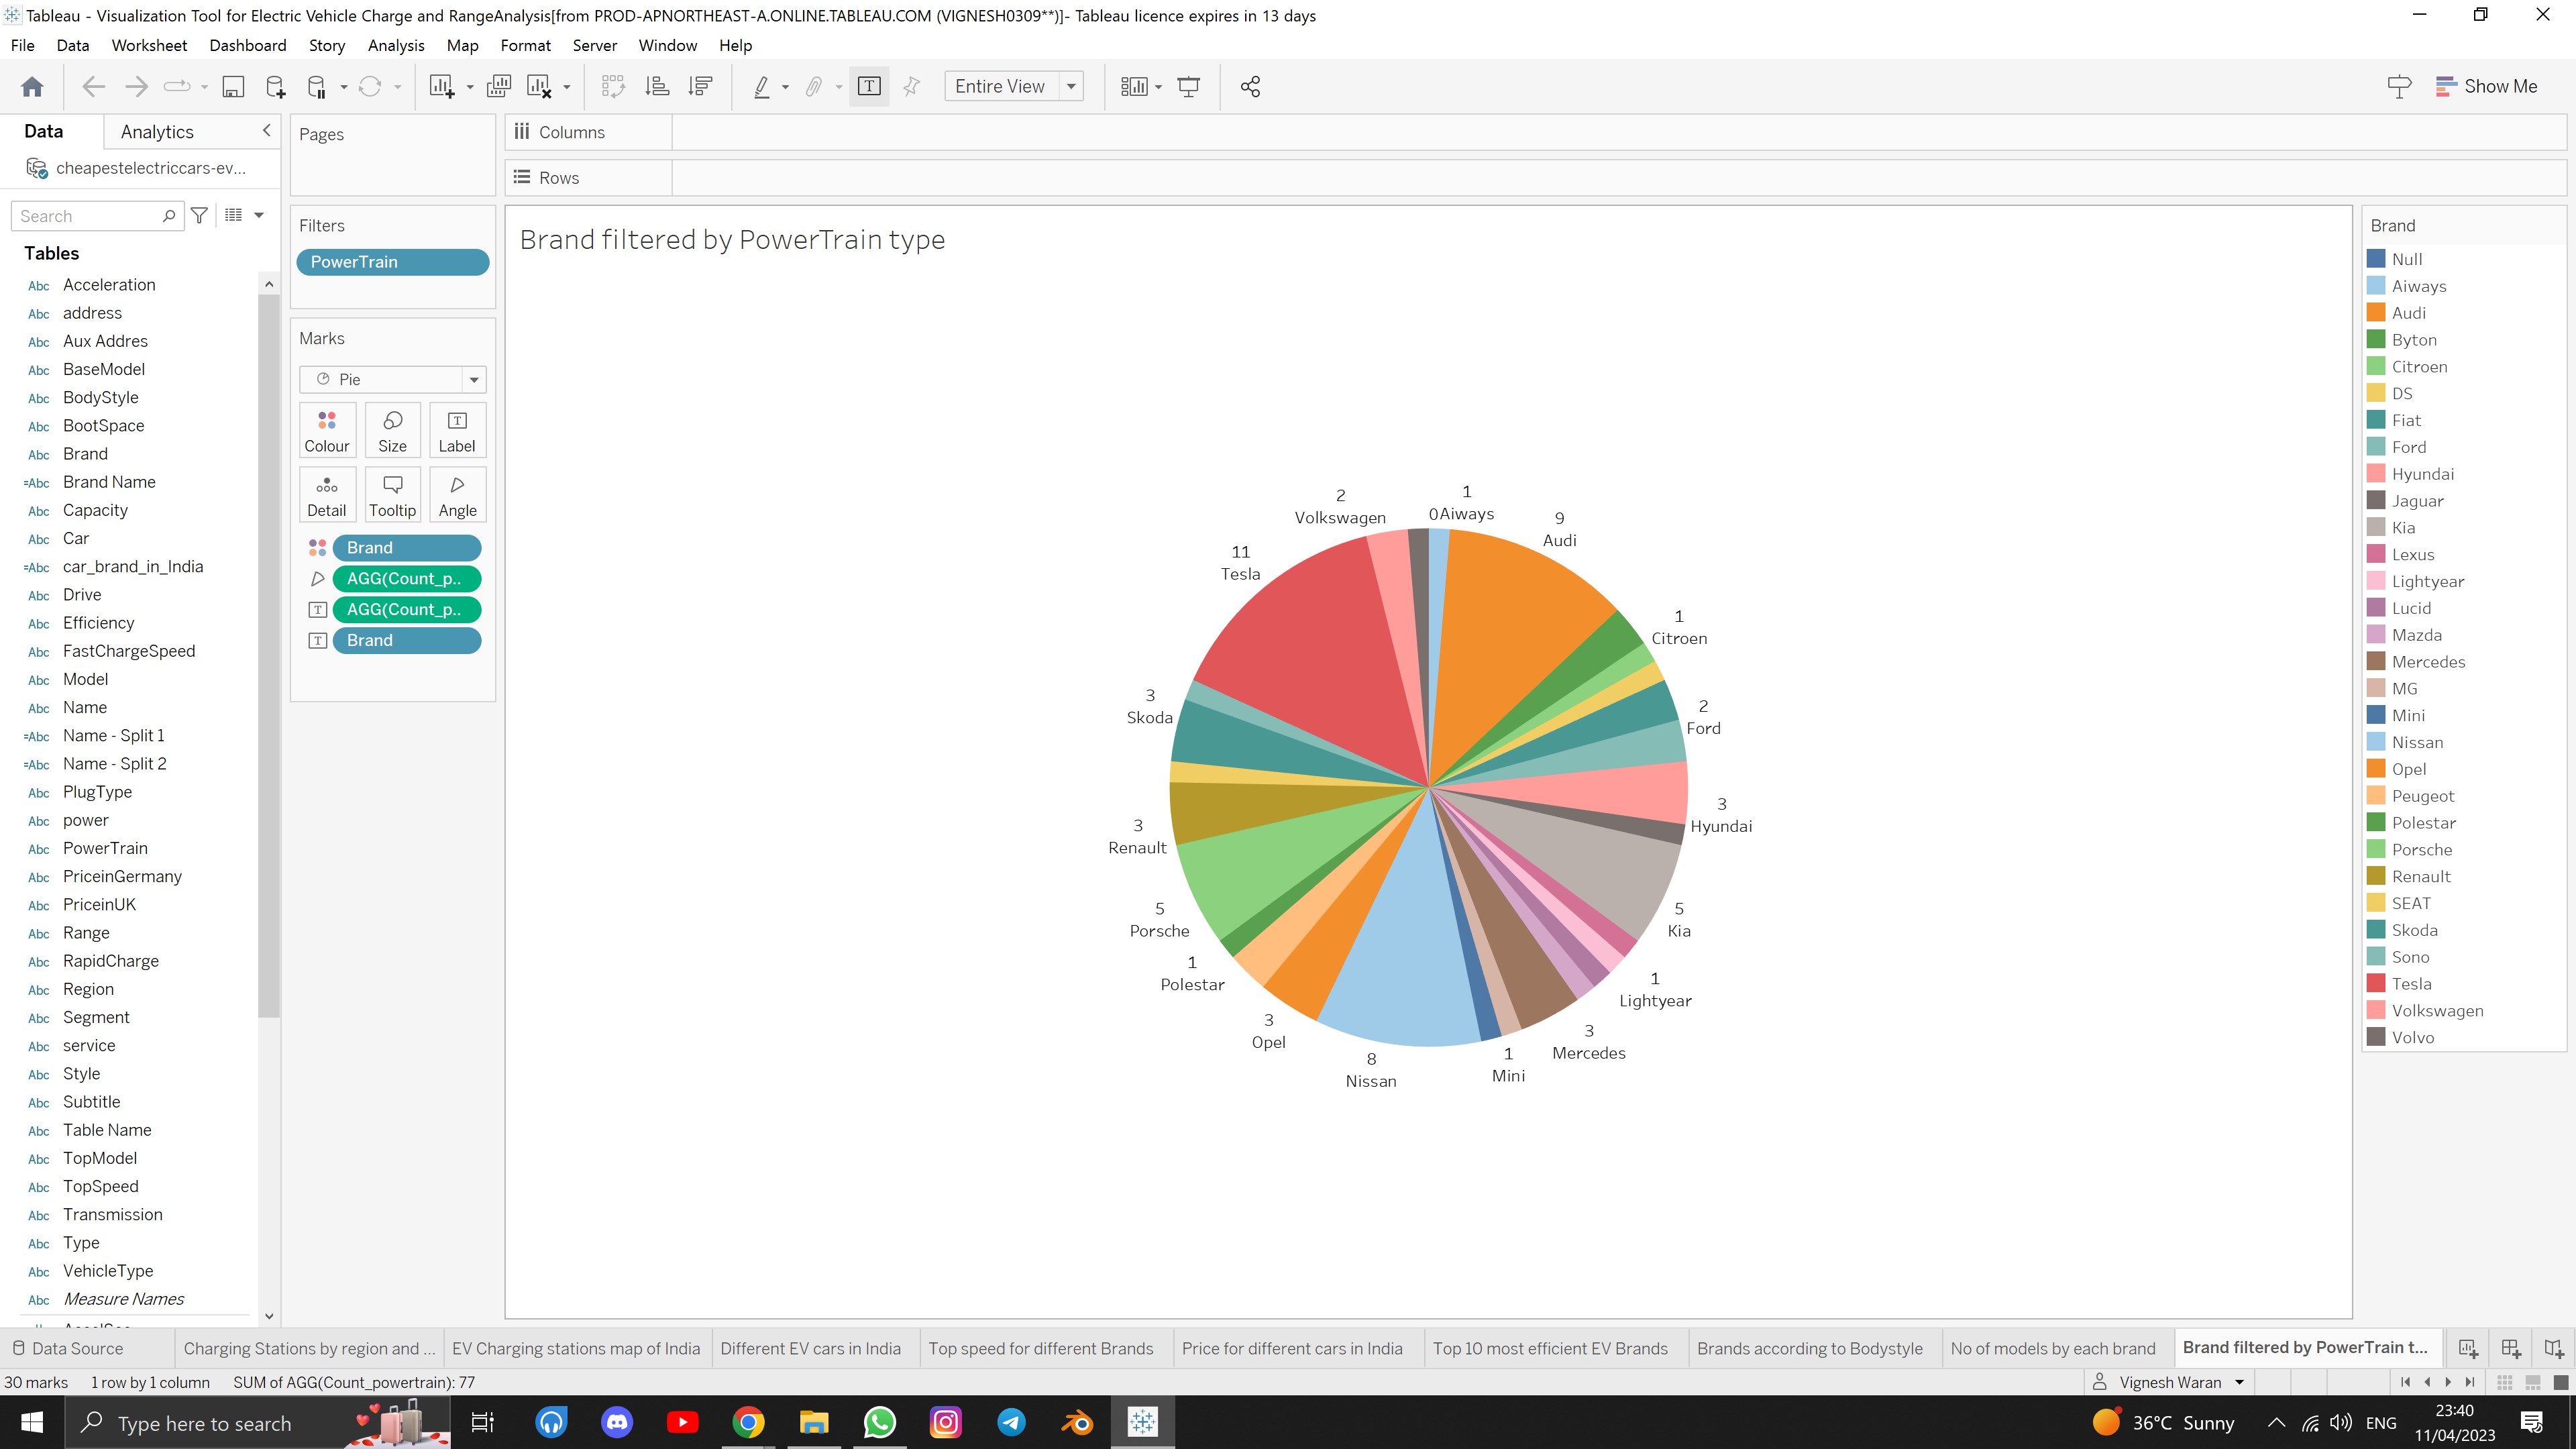 Tableau - Visualization Tool for Electric Vehicle Charge and RangeAnalysis[from PROD-APNORTHEAST-A.ONLINE.TABLEAU.COM (VIGNESH0309**)]- Tableau licence expires in 13 days
File Data Worksheet Dashboard Story Analysis Map Format Server Window Help
Entire View
Show Me
Data Analytics
cheapestelectriccars-ev...
Search
Tables
Abc Acceleration
Abc address
Abc Aux Addres
Abc BaseModel
Abc BodyStyle
Abc BootSpace
Abc Brand
=Abc Brand Name
Abc Capacity
Abc Car
=Abc car_brand_in_India
Abc Drive
Abc Efficiency
Abc FastChargeSpeed
Abc Model
Abc Name
=Abc Name - Split 1
=Abc Name - Split 2
Abc PlugType
Abc power
Abc PowerTrain
Abc PriceinGermany
Abc PriceinUK
Abc Range
Abc RapidCharge
Abc Region
Abc Segment
Abc service
Abc Style
Abc Subtitle
Abc Table Name
Abc TopModel
Abc TopSpeed
Abc Transmission
Abc Type
Abc VehicleType
Abc Measure Names
Pages
Filters
PowerTrain
Marks
Pie
Colour Size Label
Detail Tooltip Angle
Brand
AGG(Count_p..
T AGG(Count_p..
T Brand
Columns
Rows
Brand filtered by PowerTrain type
0
1
Aiways
9
Audi
1
Citroen
2
Ford
3
Hyundai
5
Kia
1
Lightyear
3
Mercedes
1
Mini
8
Nissan
3
Opel
1
Polestar
5
Porsche
3
Renault
3
Skoda
11
Tesla
2
Volkswagen
Brand
Null
Aiways
Audi
Byton
Citroen
DS
Fiat
Ford
Hyundai
Jaguar
Kia
Lexus
Lightyear
Lucid
Mazda
Mercedes
MG
Mini
Nissan
Opel
Peugeot
Polestar
Porsche
Renault
SEAT
Skoda
Sono
Tesla
Volkswagen
Volvo
Data Source Charging Stations by region and ... EV Charging stations map of India Different EV cars in India Top speed for different Brands Price for different cars in India Top 10 most efficient EV Brands Brands according to Bodystyle No of models by each brand Brand filtered by PowerTrain t...
30 marks 1 row by 1 column SUM of AGG(Count_powertrain): 77
Vignesh Waran
Type here to search
36°C Sunny
ENG
23:40
11/04/2023